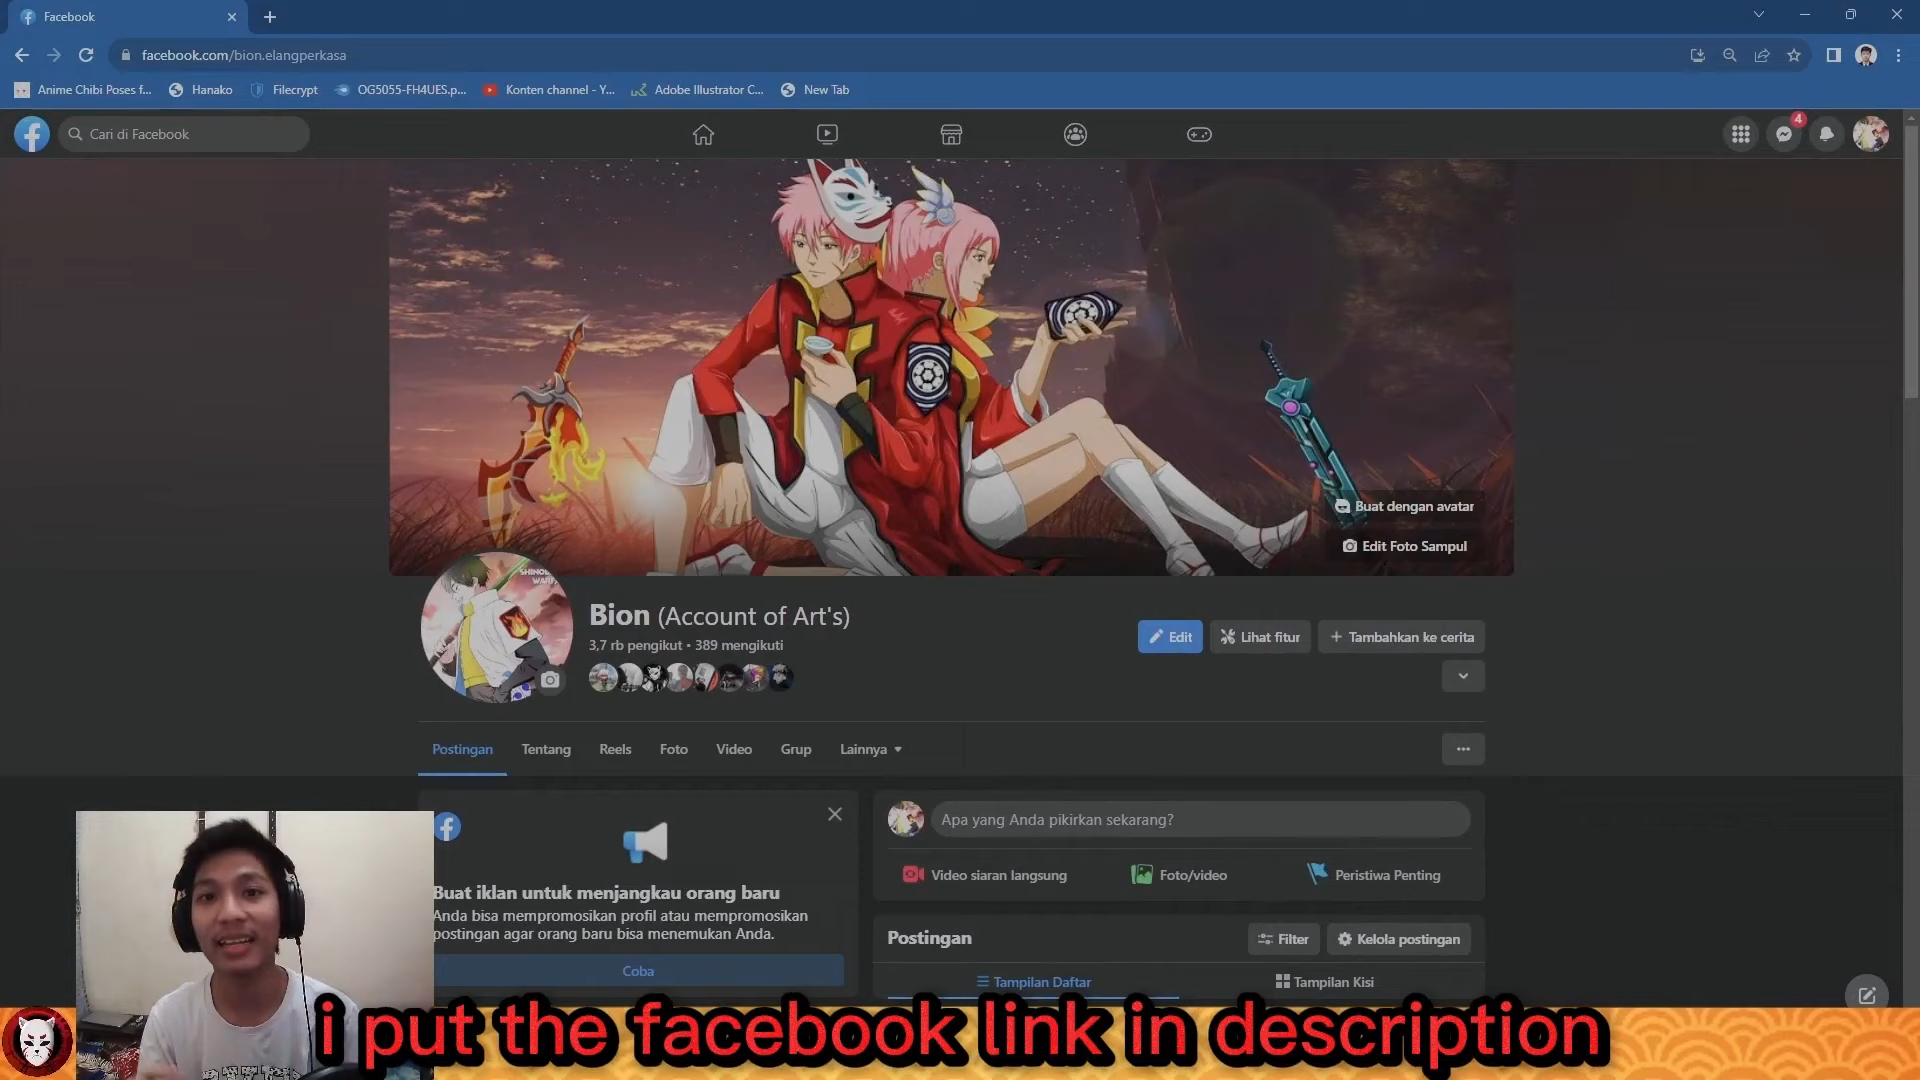 Facebook
facebook.com/bion.elangperkasa
Anime Chibi Poses f...
Hanako
Filecrypt
OG5055-FH4UES.p...
Konten channel - Y...
Adobe Illustrator C...
New Tab
Cari di Facebook
4
Buat dengan avatar
Edit Foto Sampul
Bion (Account of Art's)
3,7 rb pengikut • 389 mengikuti
Edit
Lihat fitur
Tambahkan ke cerita
Postingan
Tentang
Reels
Foto
Video
Grup
Lainnya
Buat iklan untuk menjangkau orang baru
Anda bisa mempromosikan profil atau mempromosikan
postingan agar orang baru bisa menemukan Anda.
Coba
Apa yang Anda pikirkan sekarang?
Video siaran langsung
Foto/video
Peristiwa Penting
Postingan
Filter
Kelola postingan
Tampilan Daftar
Tampilan Kisi
i put the facebook link in description